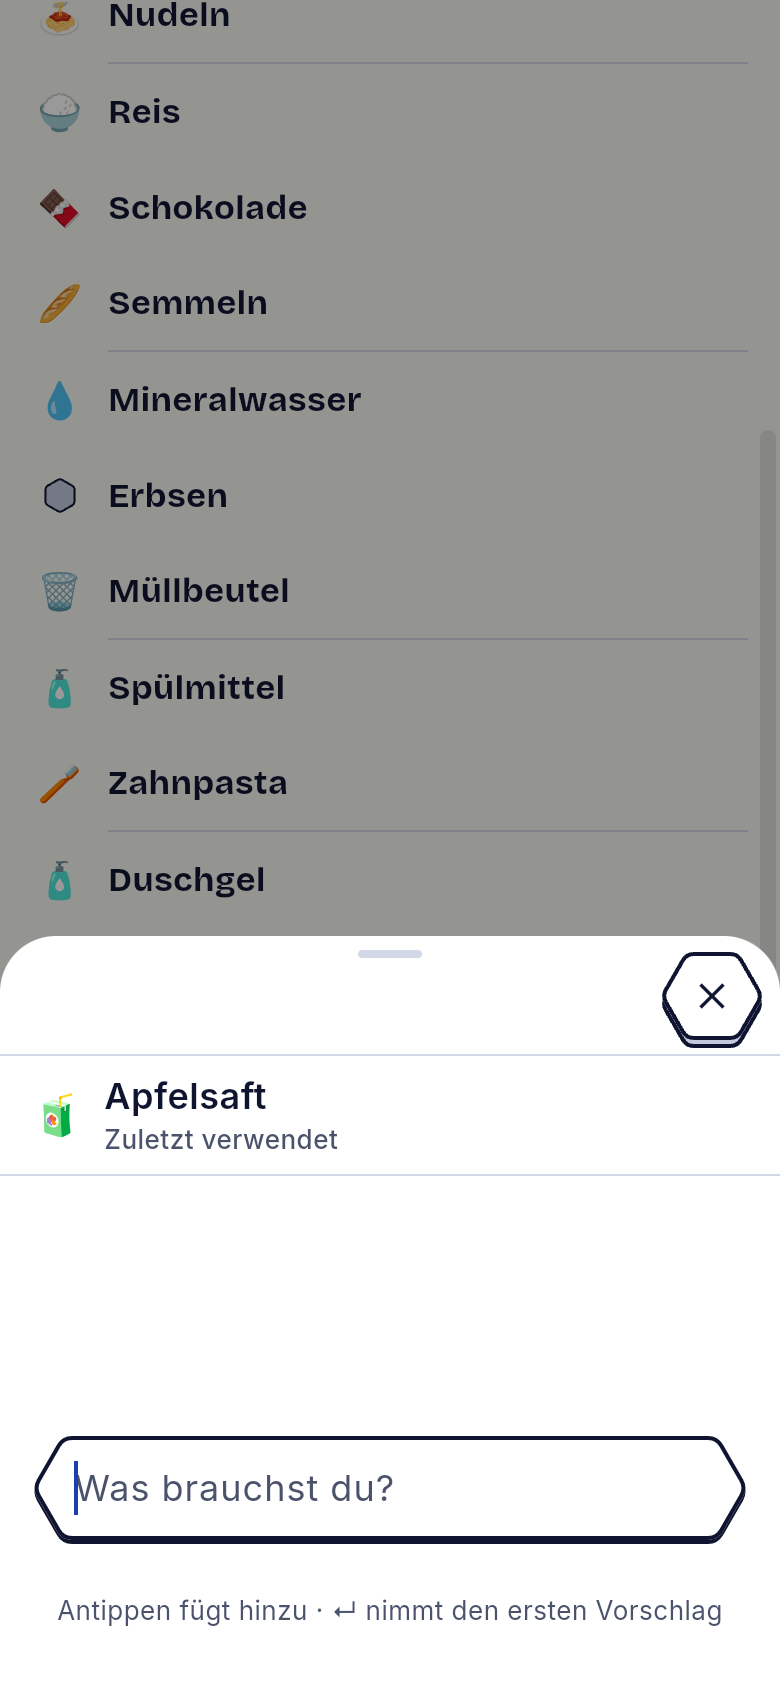 Nudeln
Reis
Schokolade
Semmeln
Mineralwasser
Erbsen
Müllbeutel
Spülmittel
Zahnpasta
Duschgel
Apfelsaft
Zuletzt verwendet
Was brauchst du?
Antippen fügt hinzu · ↵ nimmt den ersten Vorschlag